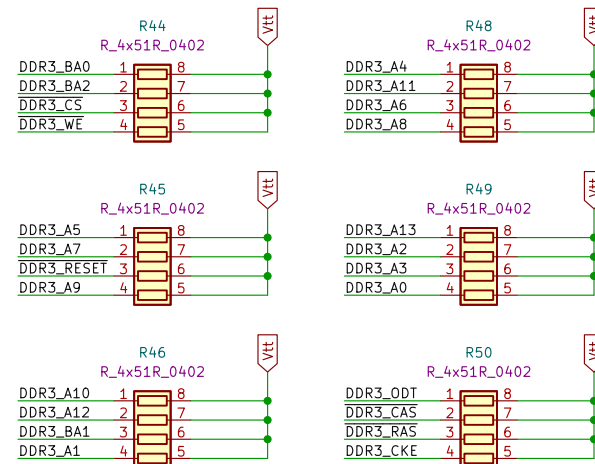 R44
R_4x51R_0402
Vtt
DDR3_BA0 1 8
DDR3_BA2 2 7
DDR3_CS 3 6
DDR3_WE 4 5
R48
R_4x51R_0402
Vtt
DDR3_A4 1 8
DDR3_A11 2 7
DDR3_A6 3 6
DDR3_A8 4 5
R45
R_4x51R_0402
Vtt
DDR3_A5 1 8
DDR3_A7 2 7
DDR3_RESET 3 6
DDR3_A9 4 5
R49
R_4x51R_0402
Vtt
DDR3_A13 1 8
DDR3_A2 2 7
DDR3_A3 3 6
DDR3_A0 4 5
R46
R_4x51R_0402
Vtt
DDR3_A10 1 8
DDR3_A12 2 7
DDR3_BA1 3 6
DDR3_A1 4 5
R50
R_4x51R_0402
Vtt
DDR3_ODT 1 8
DDR3_CAS 2 7
DDR3_RAS 3 6
DDR3_CKE 4 5